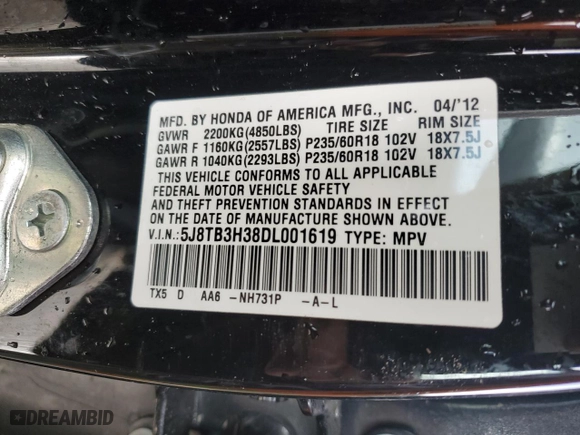 MFD. BY HONDA OF AMERICA MFG., INC. 04/'12
GVWR 2200KG(4850LBS) TIRE SIZE RIM SIZE
GAWR F 1160KG(2557LBS) P235/60R18 102V 18X7.5J
GAWR R 1040KG(2293LBS) P235/60R18 102V 18X7.5J
THIS VEHICLE CONFORMS TO ALL APPLICABLE
FEDERAL MOTOR VEHICLE SAFETY
AND THEFT PREVENTION STANDARDS IN EFFECT
ON THE DATE OF MANUFACTURE SHOWN ABOVE.
V.I.N.:5J8TB3H38DL001619 TYPE: MPV
TX5 D AA6 -NH731P -A-L
DREAMBID